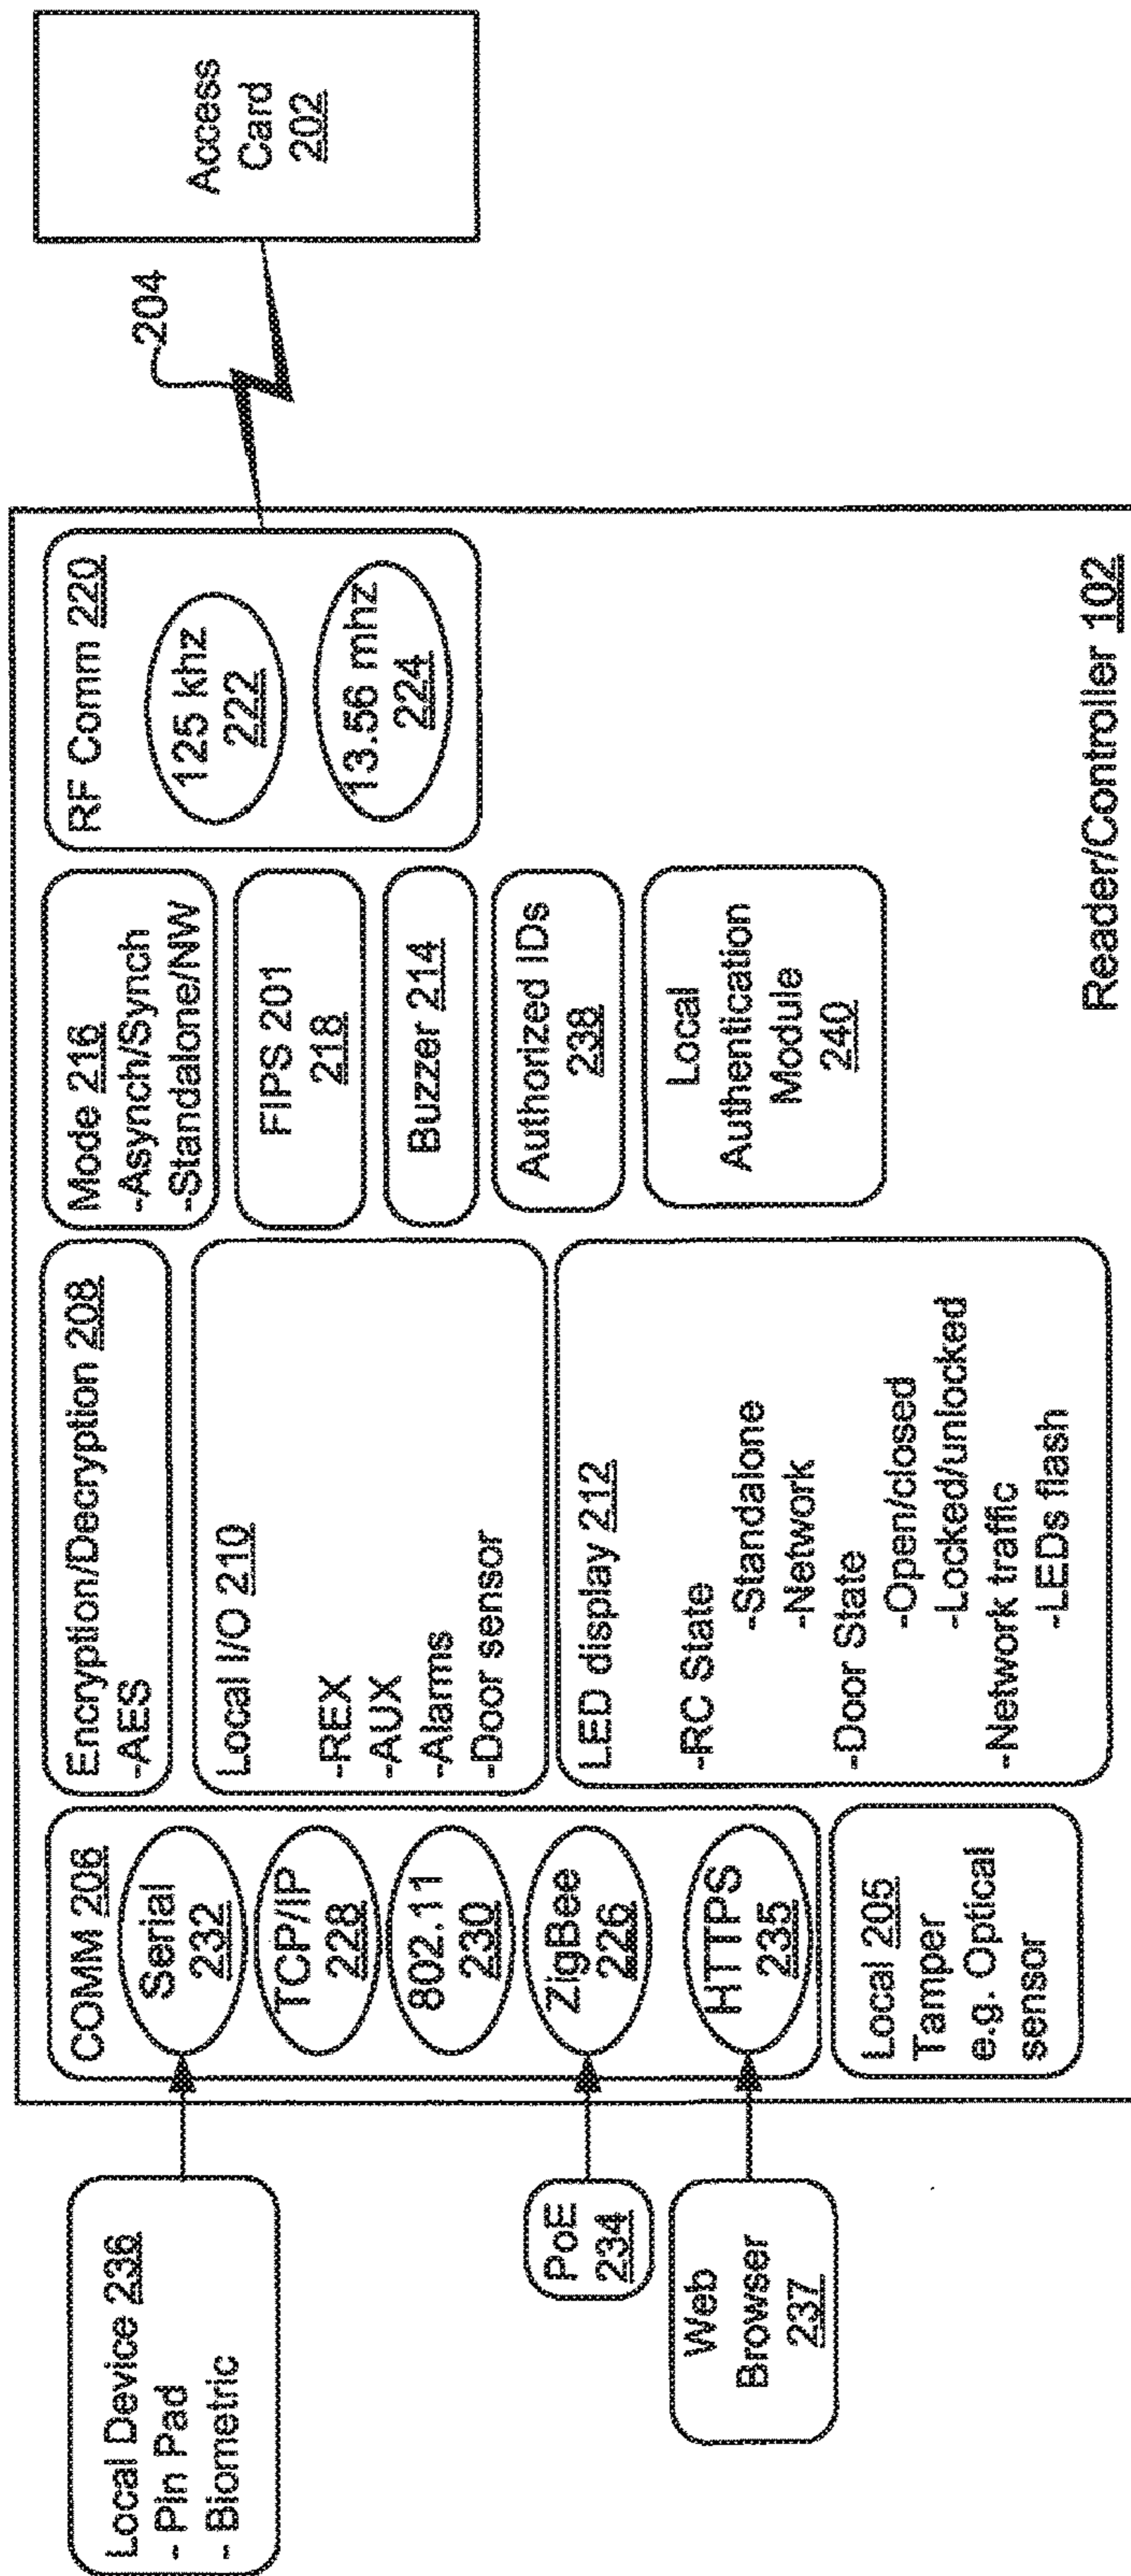 Local Device 236
- Pin Pad
- Biometric
PoE
234
Web
Browser
237
COMM 206
Serial
232
TCP/IP
228
802.11
230
ZigBee
226
HTTPS
235
Local 205
Tamper
e.g. Optical
sensor
Encryption/Decryption 208
-AES
Local I/O 210
-REX
-AUX
-Alarms
-Door sensor
LED display 212
-RC State
-Standalone
-Network
-Door State
-Open/closed
-Locked/unlocked
-Network traffic
-LEDs flash
Mode 216
-Asynch/Synch
-Standalone/NW
FIPS 201
218
Buzzer 214
Authorized IDs
238
Local
Authentication
Module
240
RF Comm 220
125 khz
222
13.56 mhz
224
Reader/Controller 102
204
Access
Card
202